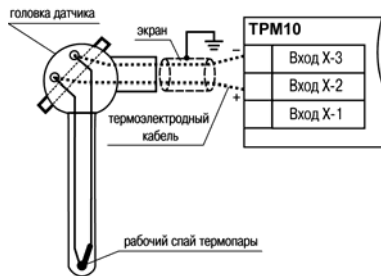 головка датчика
экран
ТРМ10
−
Вход Х-3
Вход Х-2
+
Вход Х-1
термоэлектродный
кабель
рабочий спай термопары